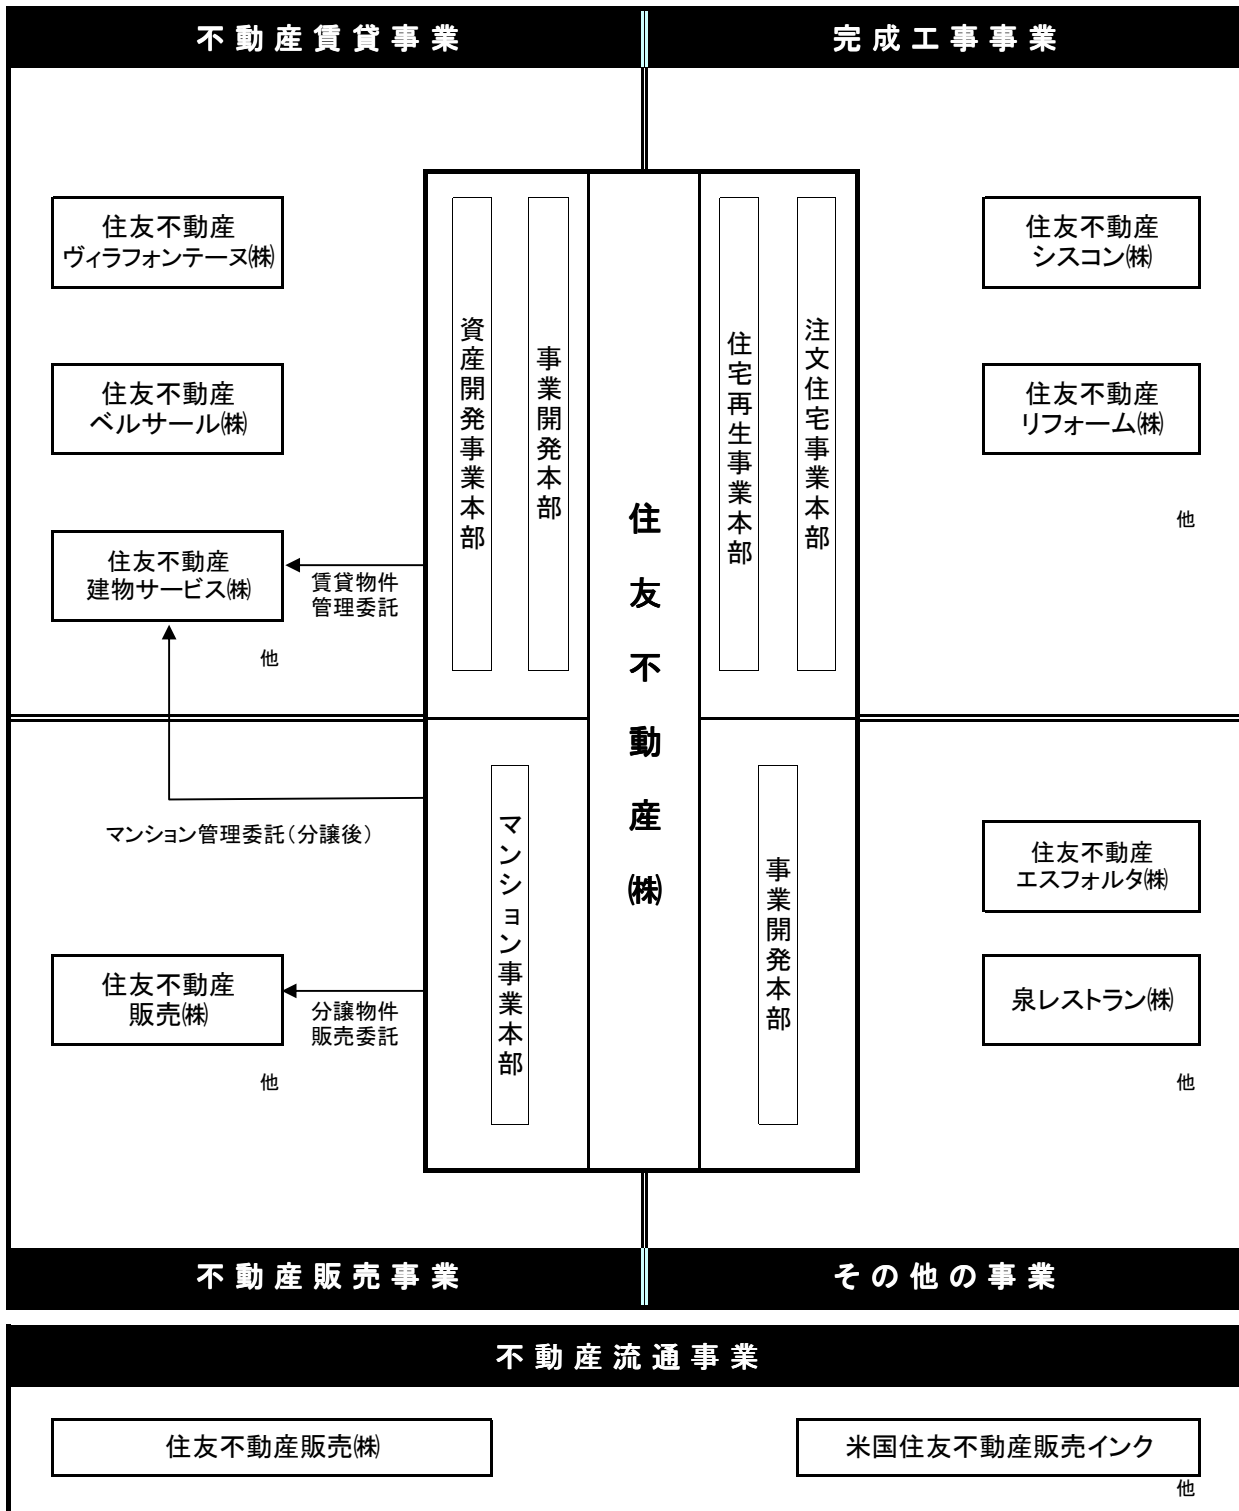 不動産賃貸事業
完成工事事業
住友不動産
ヴィラフォンテーヌ㈱
住友不動産
ベルサール㈱
住友不動産
建物サービス㈱
他
賃貸物件
管理委託
資産開発事業本部
事業開発本部
住友不動産㈱
住宅再生事業本部
注文住宅事業本部
住友不動産
シスコン㈱
住友不動産
リフォーム㈱
他
マンション管理委託(分譲後)
住友不動産
販売㈱
他
分譲物件
販売委託
マンション事業本部
事業開発本部
住友不動産
エスフォルタ㈱
泉レストラン㈱
他
不動産販売事業
その他の事業
不動産流通事業
住友不動産販売㈱
米国住友不動産販売インク
他